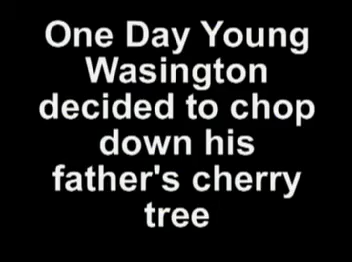 One Day Young
Wasington
decided to chop
down his
father's cherry
tree